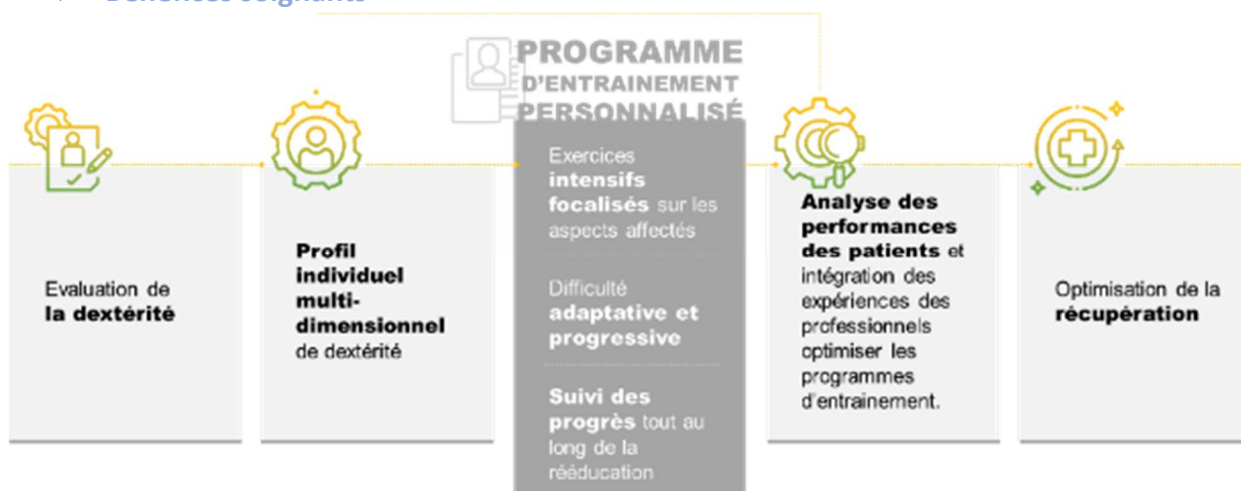 Bénéfices soignants
PROGRAMME
D'ENTRAINEMENT
PERSONNALISÉ
Evaluation de
la dextérité
Profil
individuel
multi-
dimensionnel
de dextérité
Exercices
intensifs
focalisés sur les
aspects affectés
Difficulté
adaptative et
progressive
Suivi des
progrès tout au
long de la
rééducation
Analyse des
performances
des patients et
intégration des
expériences des
professionnels
optimiser les
programmes
d'entrainement.
Optimisation de la
récupération